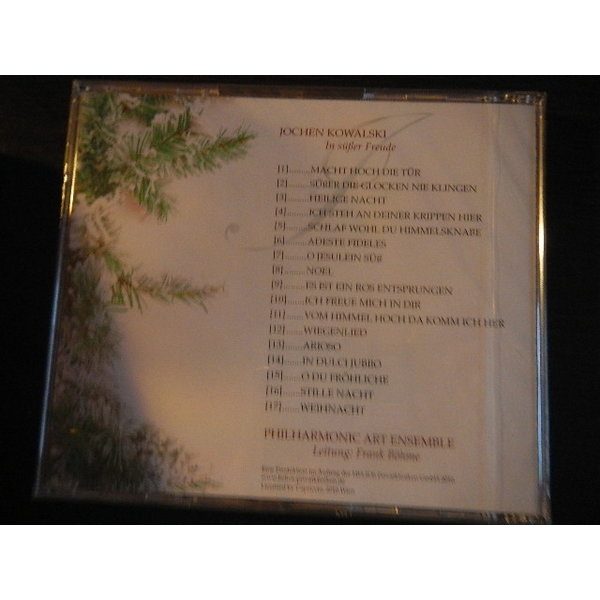 JOCHEN KOWALSKI
In süßer Freude
[1].........MACHT HOCH DIE TÜR
[2].........SÜßER DIE GLOCKEN NIE KLINGEN
[3]........HEILIGE NACHT
[4]........ICH STEH AN DEINER KRIPPEN HIER
[5]........SCHLAF WOHL DU HIMMELSKNABE
[6]........ADESTE FIDELES
[7]........O JESULEIN SÜß
[8]........NOEL
[9]........ES IST EIN ROS ENTSPRUNGEN
[10].......ICH FREUE MICH IN DIR
[11].......VOM HIMMEL HOCH DA KOMM ICH HER
[12].......WIEGENLIED
[13].......ARIOSO
[14].......IN DULCI JUBILO
[15].......O DU FRÖHLICHE
[16].......STILLE NACHT
[17].......WEIHNACHT
PHILHARMONIC ART ENSEMBLE
Leitung: Frank Böhme